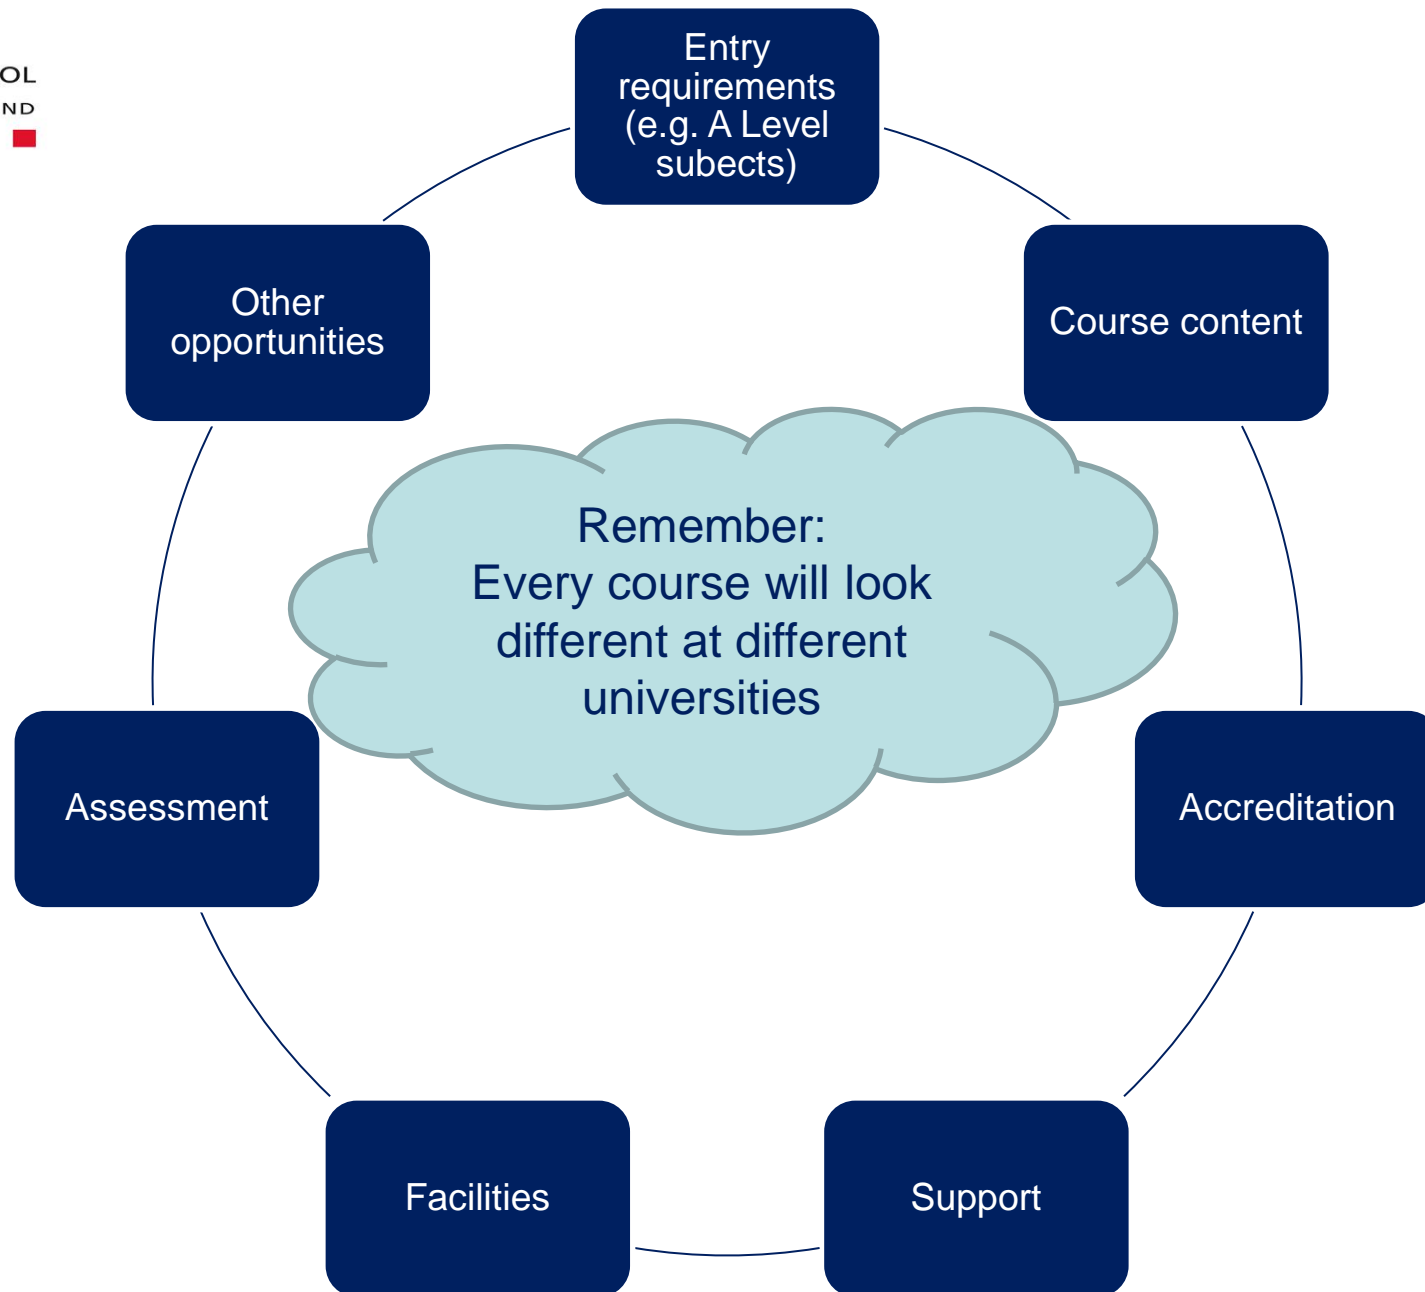 OL
ND
Entry
requirements
(e.g. A Level
subects)
Course content
Accreditation
Support
Facilities
Assessment
Other
opportunities
Remember:
Every course will look
different at different
universities